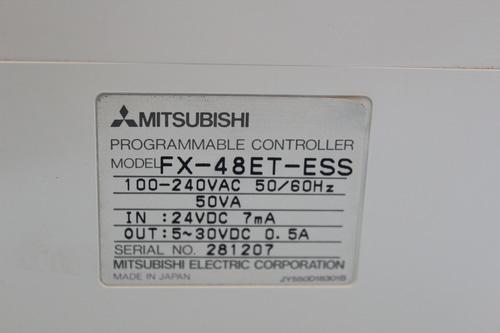 MITSUBISHI
PROGRAMMABLE CONTROLLER
MODEL FX-48ET-ESS
100-240VAC 50/60Hz
50VA
IN :24VDC 7mA
OUT:5~30VDC 0.5A
SERIAL NO. 281207
MITSUBISHI ELECTRIC CORPORATION
MADE IN JAPAN